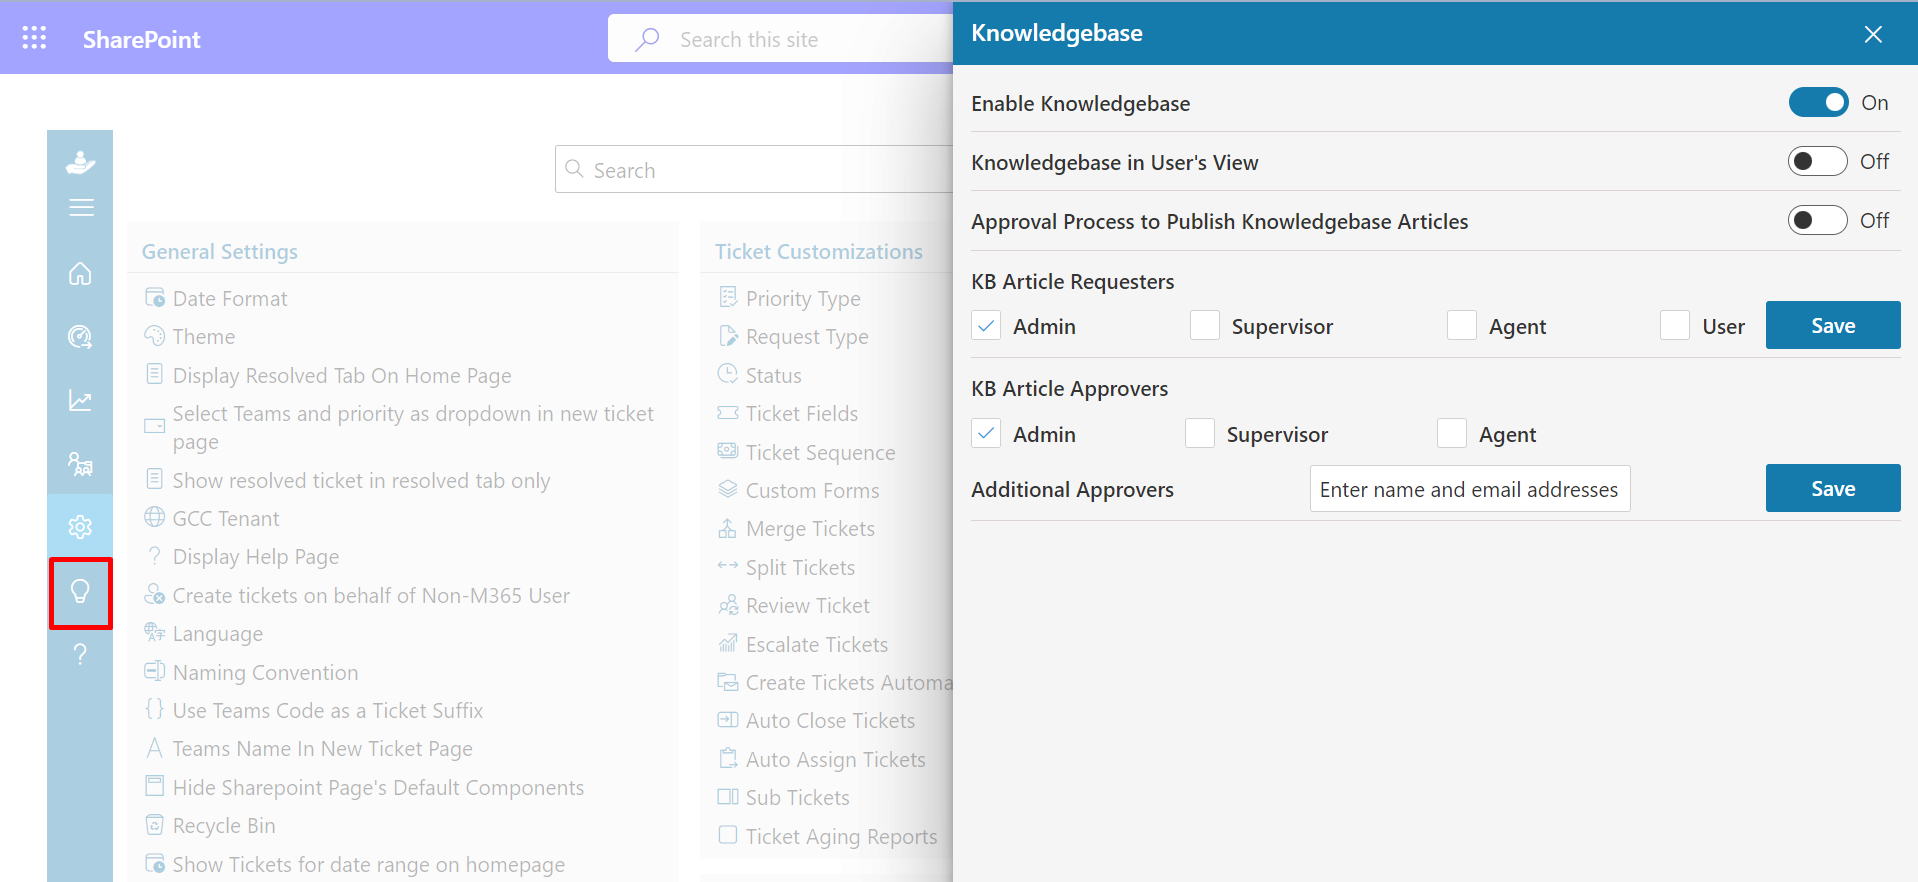 SharePoint
Search this site
Search
General Settings
Date Format
Theme
Display Resolved Tab On Home Page
Select Teams and priority as dropdown in new ticket
page
Show resolved ticket in resolved tab only
GCC Tenant
Display Help Page
Create tickets on behalf of Non-M365 User
Language
Naming Convention
Use Teams Code as a Ticket Suffix
Teams Name In New Ticket Page
Hide Sharepoint Page's Default Components
Recycle Bin
Show Tickets for date range on homepage
Ticket Customizations
Priority Type
Request Type
Status
Ticket Fields
Ticket Sequence
Custom Forms
Merge Tickets
Split Tickets
Review Ticket
Escalate Tickets
Create Tickets Automa
Auto Close Tickets
Auto Assign Tickets
Sub Tickets
Ticket Aging Reports
Knowledgebase
Enable Knowledgebase On
Knowledgebase in User's View Off
Approval Process to Publish Knowledgebase Articles Off
KB Article Requesters
Admin Supervisor Agent User Save
KB Article Approvers
Admin Supervisor Agent
Additional Approvers Enter name and email addresses Save